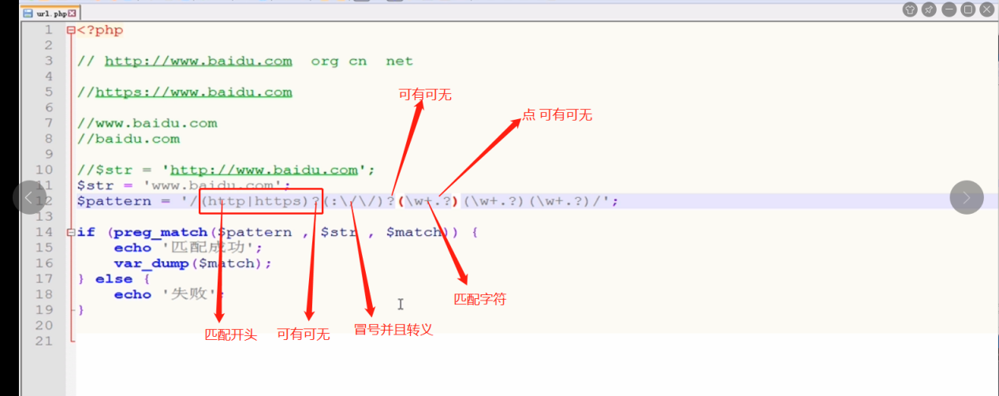 url.php
1 <?php
2
3 // http://www.baidu.com org cn net
4
可有可无
5 //https://www.baidu.com
6
点 可有可无
7 //www.baidu.com
8 //baidu.com
9
10 //$str = 'http://www.baidu.com';
11 $str = 'www.baidu.com';
12 $pattern = '/(http|https)?(:\/\/)?(\w+.?)(\w+.?)(\w+.?)/';
13
14 if (preg_match($pattern , $str , $match)) {
15 echo '匹配成功';
16 var_dump($match);
17 } else {
18 echo '失败';
匹配字符
19 }
20
匹配开头 可有可无 冒号并且转义
21